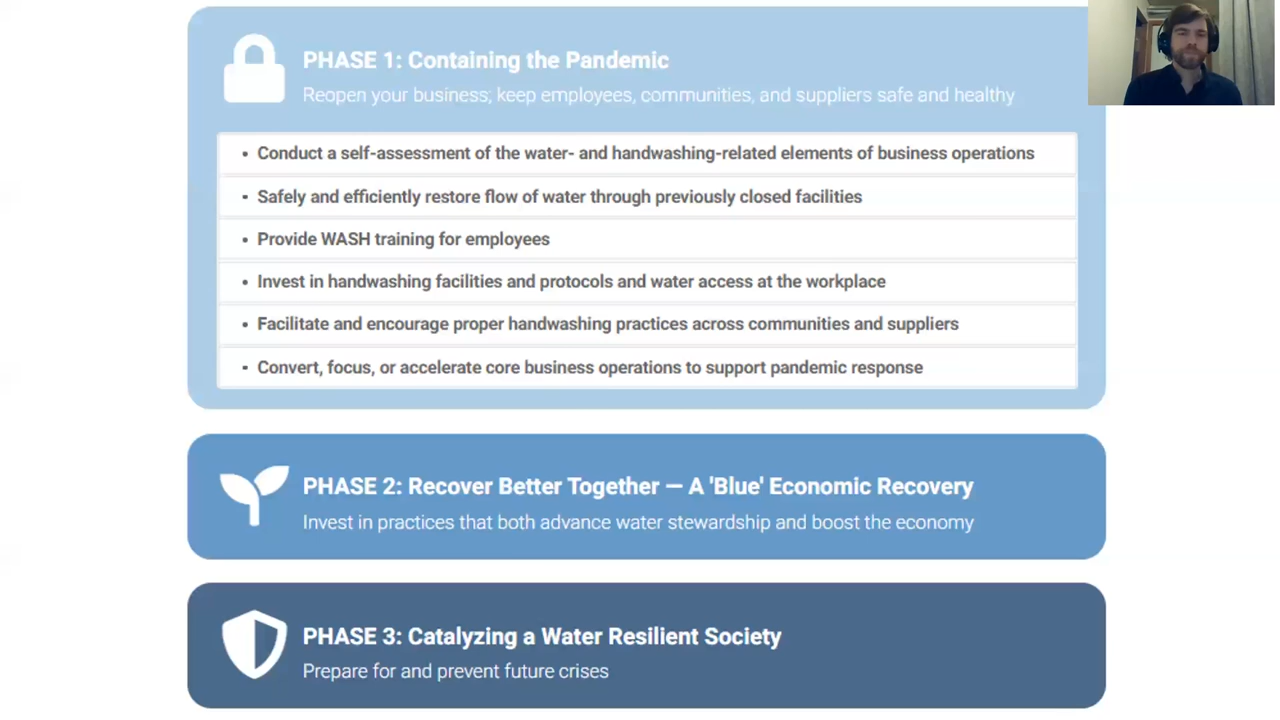 PHASE 1: Containing the Pandemic
Reopen your business; keep employees, communities, and suppliers safe and healthy
• Conduct a self-assessment of the water- and handwashing-related elements of business operations
• Safely and efficiently restore flow of water through previously closed facilities
• Provide WASH training for employees
• Invest in handwashing facilities and protocols and water access at the workplace
• Facilitate and encourage proper handwashing practices across communities and suppliers
• Convert, focus, or accelerate core business operations to support pandemic response
PHASE 2: Recover Better Together — A 'Blue' Economic Recovery
Invest in practices that both advance water stewardship and boost the economy
PHASE 3: Catalyzing a Water Resilient Society
Prepare for and prevent future crises